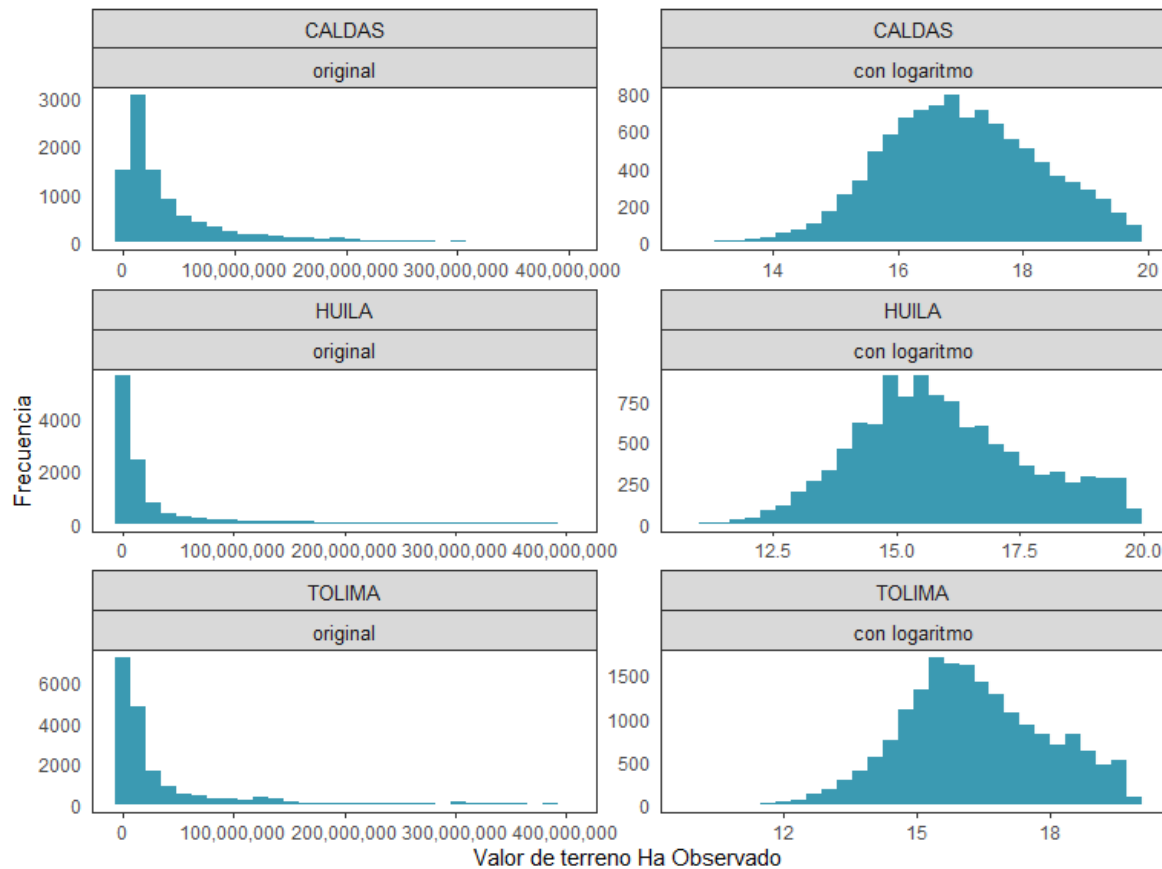 CALDAS
original
3000
2000
1000
0
0 100,000,000 200,000,000 300,000,000 400,000,000
CALDAS
con logaritmo
800
600
400
200
0
14 16 18 20
HUILA
original
4000
2000
0
0 100,000,000 200,000,000 300,000,000 400,000,000
HUILA
con logaritmo
750
500
250
0
12.5 15.0 17.5 20.0
TOLIMA
original
6000
4000
2000
0
0 100,000,000 200,000,000 300,000,000 400,000,000
TOLIMA
con logaritmo
1500
1000
500
0
12 15 18
Frecuencia
Valor de terreno Ha Observado